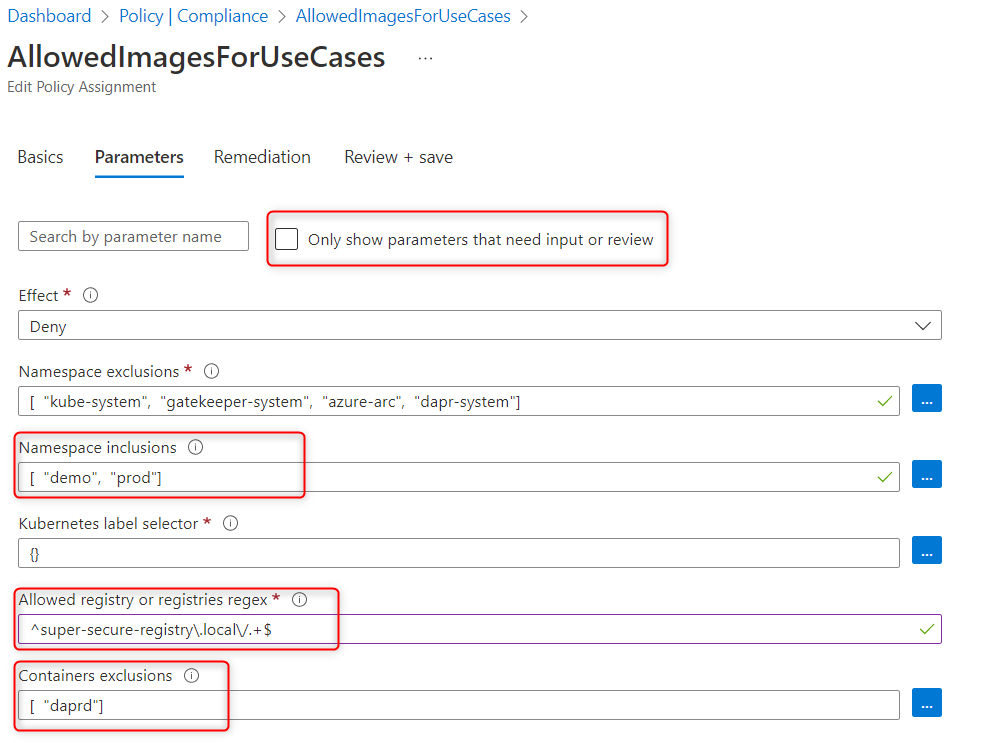 Dashboard > Policy | Compliance > AllowedImagesForUseCases >
AllowedImagesForUseCases ...
Edit Policy Assignment
Basics Parameters Remediation Review + save
Search by parameter name Only show parameters that need input or review
Effect *
Deny
Namespace exclusions *
[ "kube-system", "gatekeeper-system", "azure-arc", "dapr-system"] ...
Namespace inclusions
[ "demo", "prod"] ...
Kubernetes label selector *
{} ...
Allowed registry or registries regex *
^super-secure-registry\.local\/.+$
Containers exclusions
[ "daprd"] ...